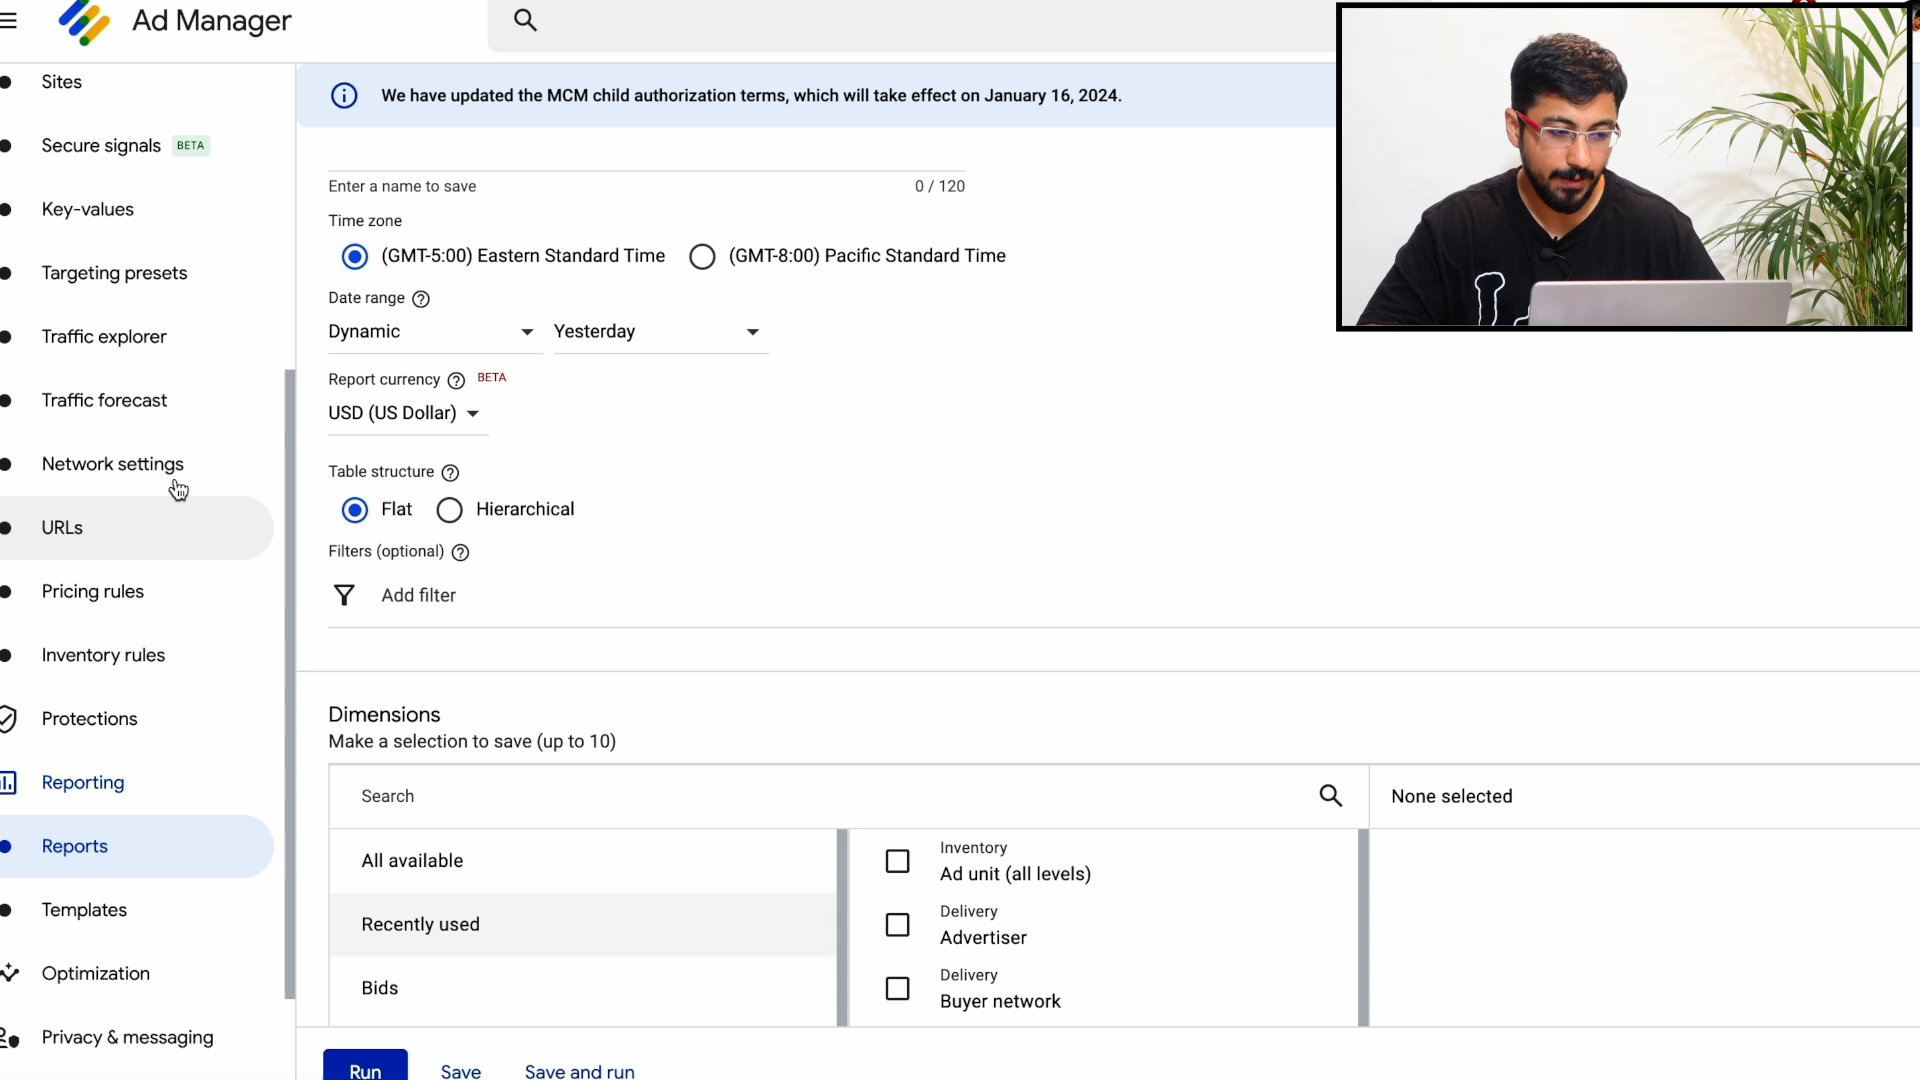 Ad Manager
Sites
Secure signals BETA
Key-values
Targeting presets
Traffic explorer
Traffic forecast
Network settings
URLs
Pricing rules
Inventory rules
Protections
Reporting
Reports
Templates
Optimization
Privacy & messaging
We have updated the MCM child authorization terms, which will take effect on January 16, 2024.
Enter a name to save 0 / 120
Time zone
(GMT-5:00) Eastern Standard Time (GMT-8:00) Pacific Standard Time
Date range
Dynamic Yesterday
Report currency BETA
USD (US Dollar)
Table structure
Flat Hierarchical
Filters (optional)
Add filter
Dimensions
Make a selection to save (up to 10)
Search
None selected
All available
Recently used
Bids
Inventory
Ad unit (all levels)
Delivery
Advertiser
Delivery
Buyer network
Run Save Save and run